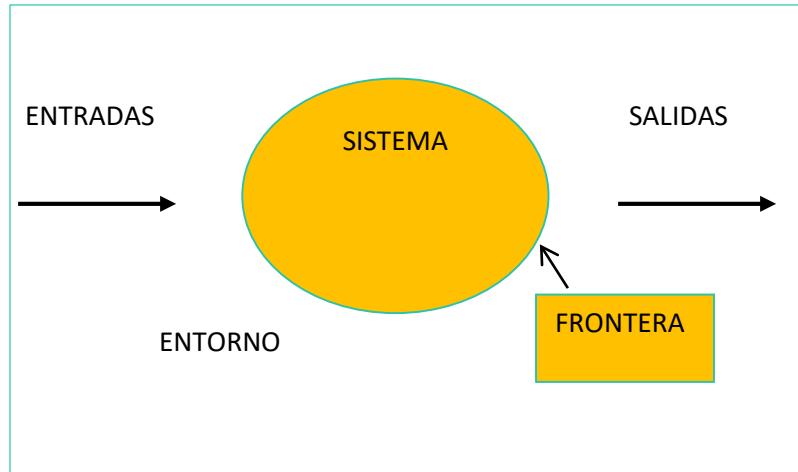 ENTRADAS
SALIDAS
SISTEMA
FRONTERA
ENTORNO